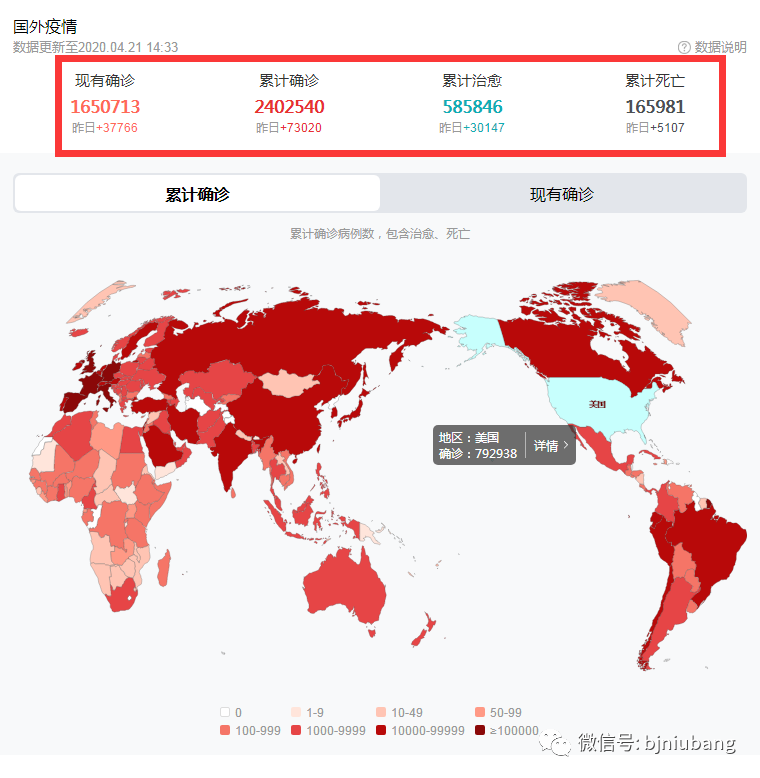 国外疫情
数据更新至2020.04.21 14:33
? 数据说明
现有确诊 累计确诊 累计治愈 累计死亡
1650713 2402540 585846 165981
昨日+37766 昨日+73020 昨日+30147 昨日+5107
累计确诊 现有确诊
累计确诊病例数，包含治愈、死亡
美国
地区：美国
确诊：792938
详情 >
0 1-9 10-49 50-99
100-999 1000-9999 10000-99999 ≥100000
微信号: bjniubang